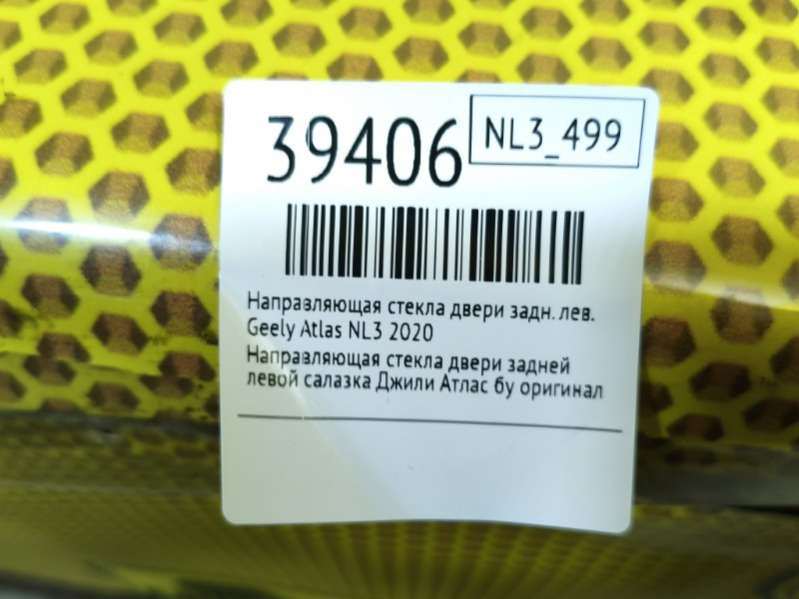 39406
NL3_499
Направляющая стекла двери задн. лев.
Geely Atlas NL3 2020
Направляющая стекла двери задней
левой салазка Джили Атлас бу оригинал